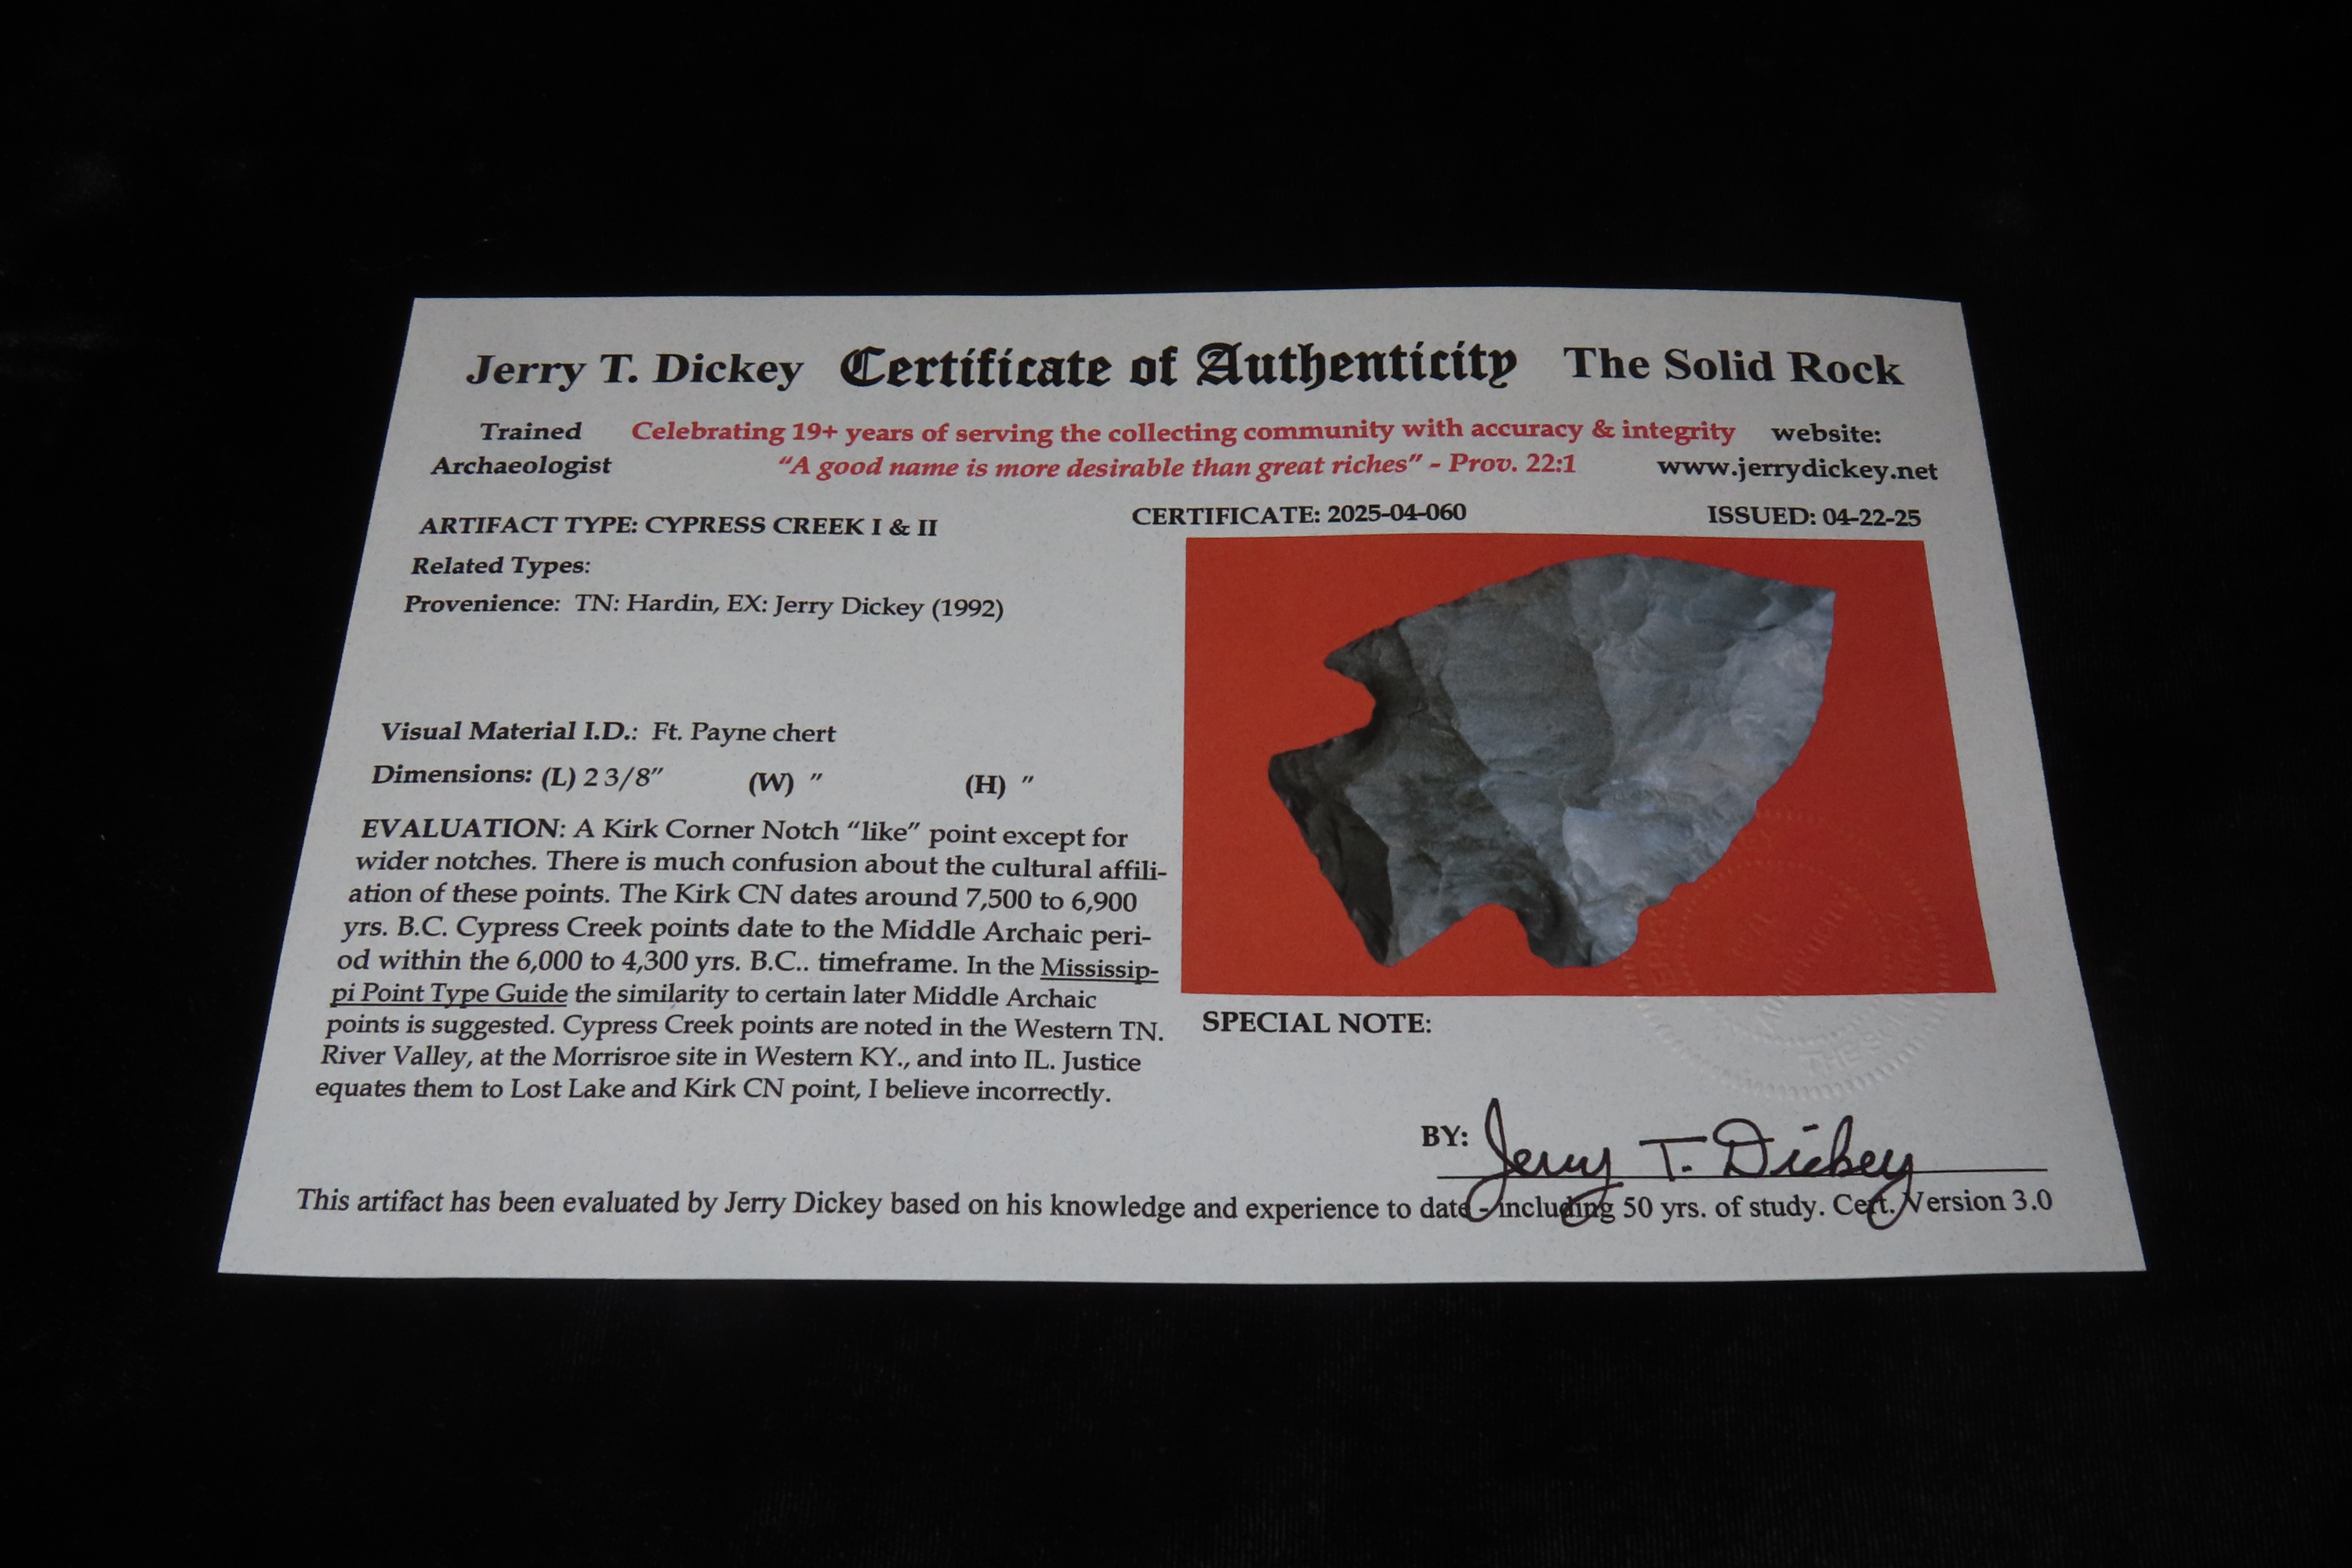 Jerry T. Dickey Certificate of Authenticity The Solid Rock
Trained Archaeologist
Celebrating 19+ years of serving the collecting community with accuracy & integrity
"A good name is more desirable than great riches" - Prov. 22:1
website:
www.jerrydickey.net
ARTIFACT TYPE: CYPRESS CREEK I & II
CERTIFICATE: 2025-04-060
ISSUED: 04-22-25
Related Types:
Provenience: TN: Hardin, EX: Jerry Dickey (1992)
Visual Material I.D.: Ft. Payne chert
Dimensions: (L) 2 3/8" (W) " (H) "
EVALUATION: A Kirk Corner Notch "like" point except for
wider notches. There is much confusion about the cultural affili-
ation of these points. The Kirk CN dates around 7,500 to 6,900
yrs. B.C. Cypress Creek points date to the Middle Archaic peri-
od within the 6,000 to 4,300 yrs. B.C.. timeframe. In the Mississip-
pi Point Type Guide the similarity to certain later Middle Archaic
points is suggested. Cypress Creek points are noted in the Western TN.
River Valley, at the Morrisroe site in Western KY., and into IL. Justice
equates them to Lost Lake and Kirk CN point, I believe incorrectly.
SPECIAL NOTE:
BY: Jerry T. Dickey
This artifact has been evaluated by Jerry Dickey based on his knowledge and experience to date - including 50 yrs. of study. Cert. Version 3.0